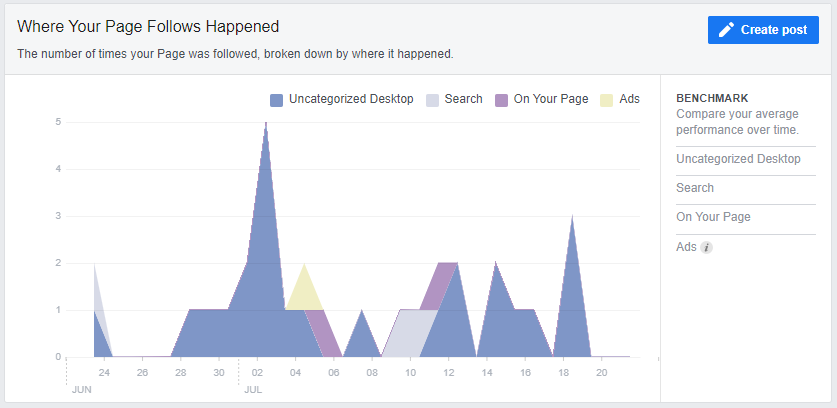 Where Your Page Follows Happened
Create post
The number of times your Page was followed, broken down by where it happened.
Uncategorized Desktop Search On Your Page Ads
5
4
3
2
1
0
24 26 28 30 02 04 06 08 10 12 14 16 18 20
JUN JUL
BENCHMARK
Compare your average
performance over time.
Uncategorized Desktop
Search
On Your Page
Ads i